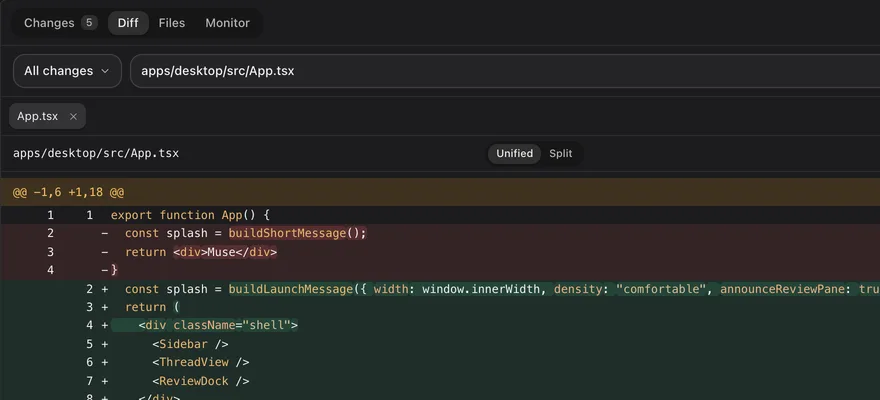 Changes 5 Diff Files Monitor
All changes apps/desktop/src/App.tsx
App.tsx ×
apps/desktop/src/App.tsx Unified Split
@@ -1,6 +1,18 @@
1 1 export function App() {
2 - const splash = buildShortMessage();
3 - return <div>Muse</div>
4 -}
2 + const splash = buildLaunchMessage({ width: window.innerWidth, density: "comfortable", announceReviewPane: tru
3 + return (
4 + <div className="shell">
5 + <Sidebar />
6 + <ThreadView />
7 + <ReviewDock />
8 + </div>